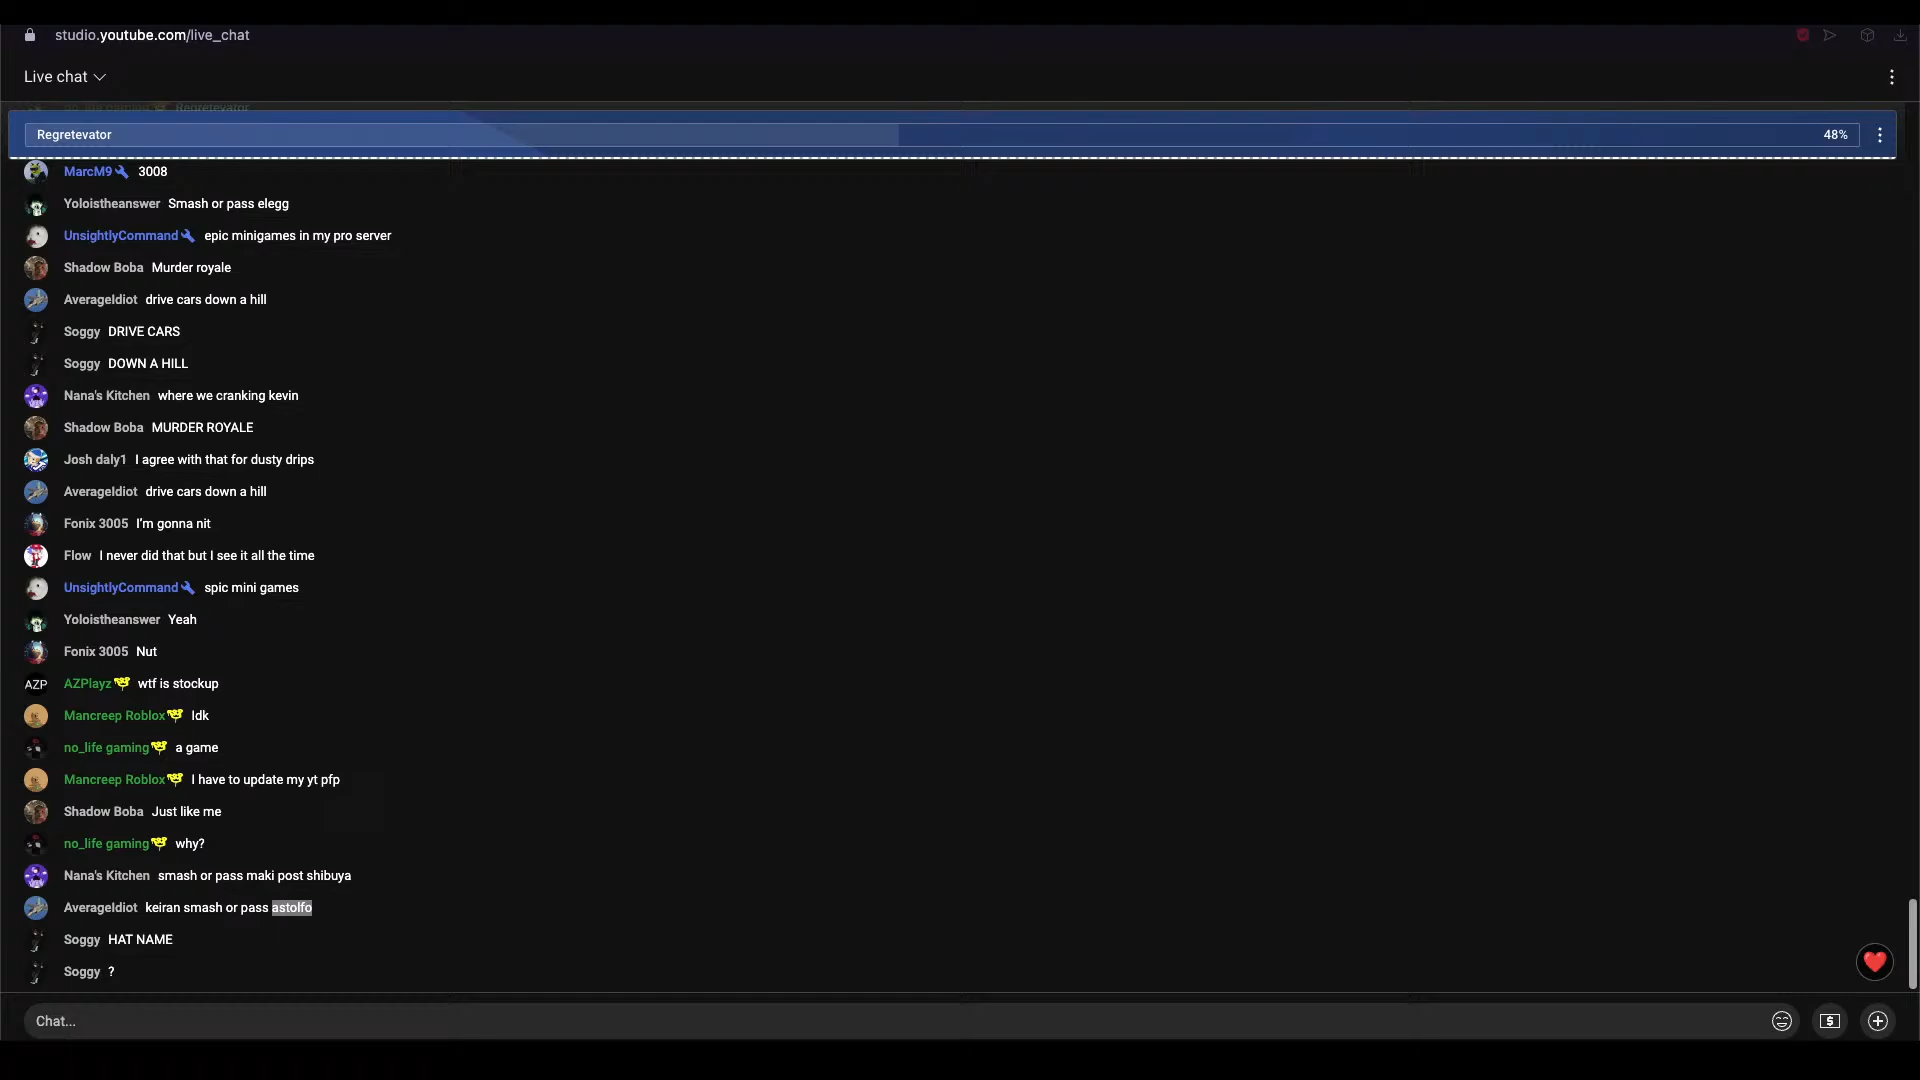 studio.youtube.com/live_chat
Live chat
no_life gaming Regretevator
Regretevator 48%
MarcM9 3008
Yoloistheanswer Smash or pass elegg
UnsightlyCommand epic minigames in my pro server
Shadow Boba Murder royale
AverageIdiot drive cars down a hill
Soggy DRIVE CARS
Soggy DOWN A HILL
Nana's Kitchen where we cranking kevin
Shadow Boba MURDER ROYALE
Josh daly1 I agree with that for dusty drips
AverageIdiot drive cars down a hill
Fonix 3005 I'm gonna nit
Flow I never did that but I see it all the time
UnsightlyCommand spic mini games
Yoloistheanswer Yeah
Fonix 3005 Nut
AZP AZPlayz wtf is stockup
Mancreep Roblox Idk
no_life gaming a game
Mancreep Roblox I have to update my yt pfp
Shadow Boba Just like me
no_life gaming why?
Nana's Kitchen smash or pass maki post shibuya
AverageIdiot keiran smash or pass astolfo
Soggy HAT NAME
Soggy ?
Chat...